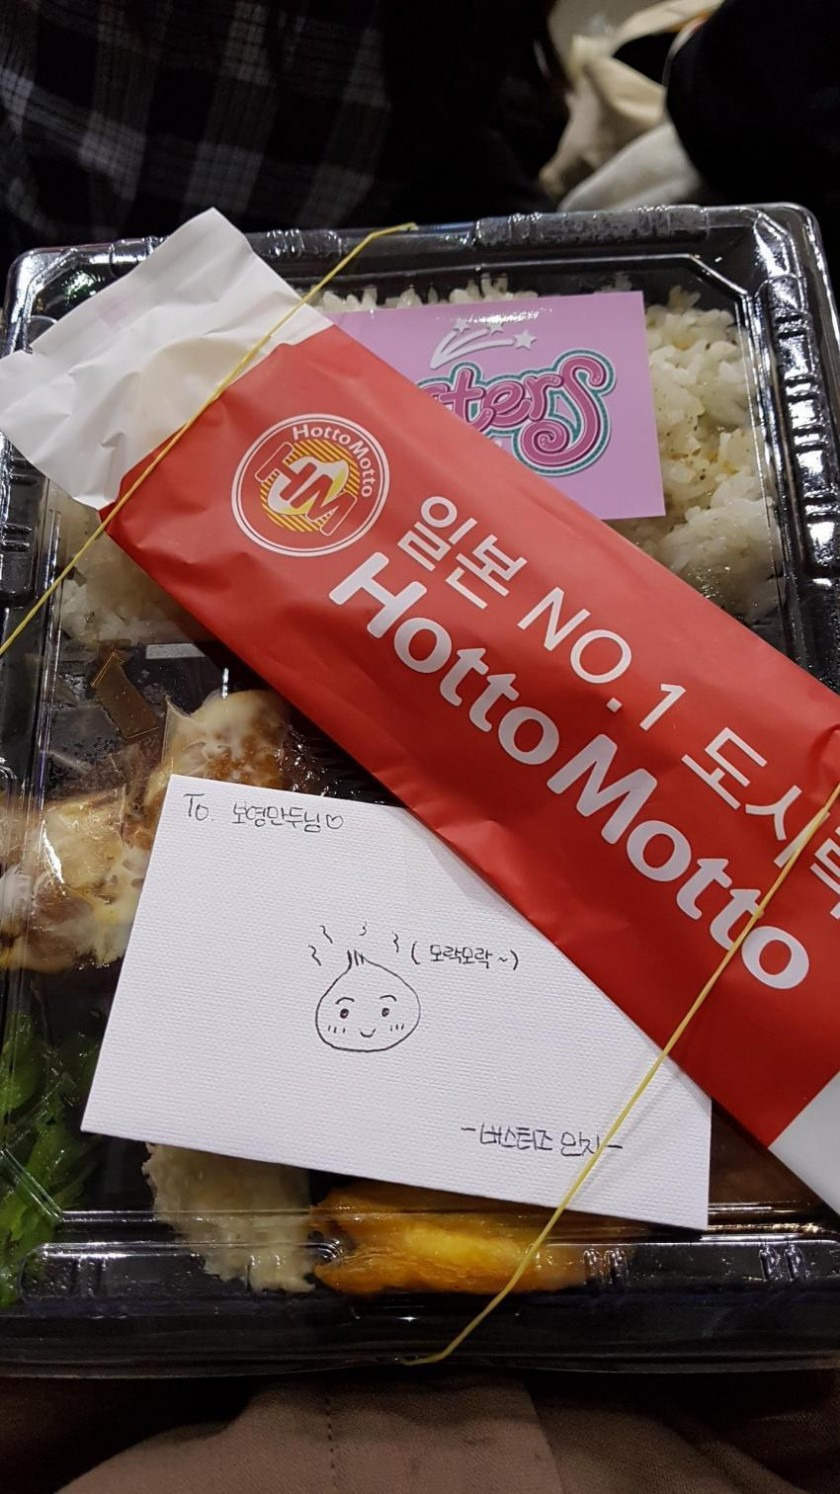 sters
HottoMotto
HM
일본 NO.1 도시락
HottoMotto
To. 보영만두님♡
(모락모락~)
-버스터즈 민지-